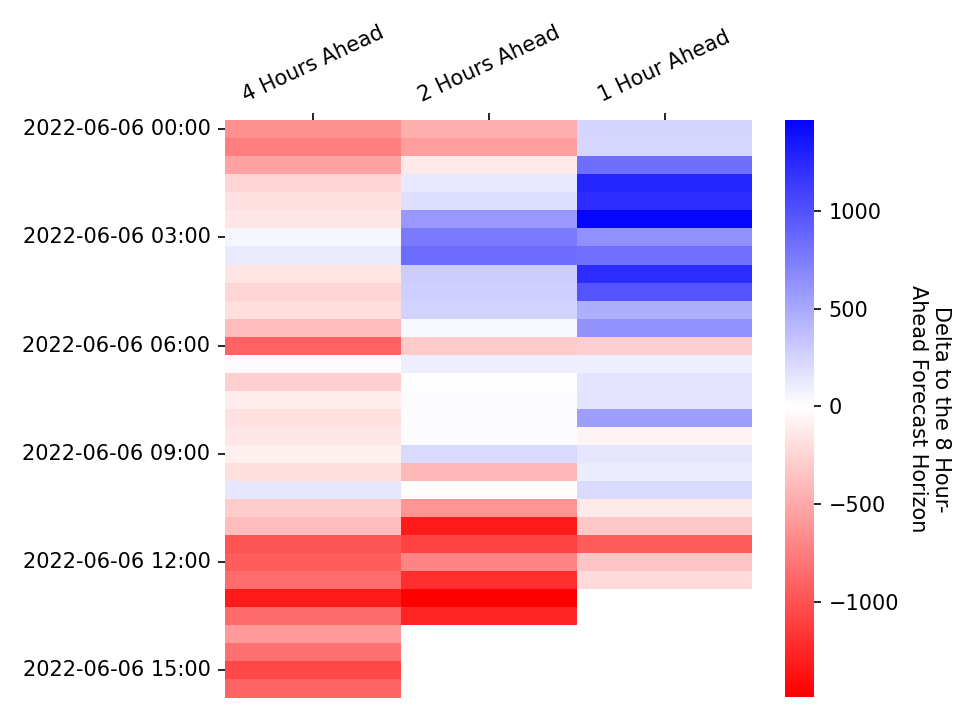 4 Hours Ahead
2 Hours Ahead
1 Hour Ahead
2022-06-06 00:00
2022-06-06 03:00
2022-06-06 06:00
2022-06-06 09:00
2022-06-06 12:00
2022-06-06 15:00
1000
500
0
−500
−1000
Delta to the 8 Hour-
Ahead Forecast Horizon